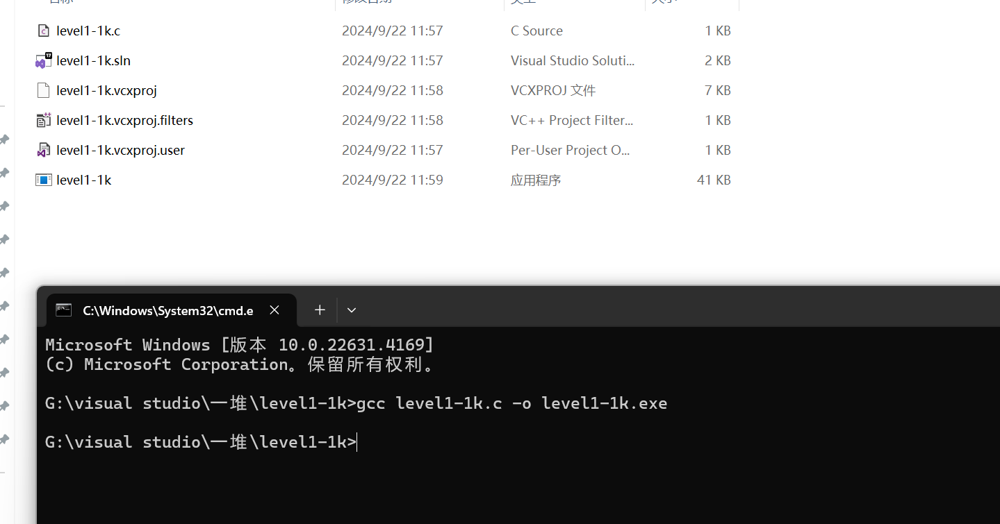 level1-1k.c 2024/9/22 11:57 C Source 1 KB
level1-1k.sln 2024/9/22 11:57 Visual Studio Soluti... 2 KB
level1-1k.vcxproj 2024/9/22 11:58 VCXPROJ 文件 7 KB
level1-1k.vcxproj.filters 2024/9/22 11:58 VC++ Project Filter... 1 KB
level1-1k.vcxproj.user 2024/9/22 11:57 Per-User Project O... 1 KB
level1-1k 2024/9/22 11:59 应用程序 41 KB
C:\Windows\System32\cmd.e
Microsoft Windows [版本 10.0.22631.4169]
(c) Microsoft Corporation。保留所有权利。
G:\visual studio\一堆\level1-1k>gcc level1-1k.c -o level1-1k.exe
G:\visual studio\一堆\level1-1k>